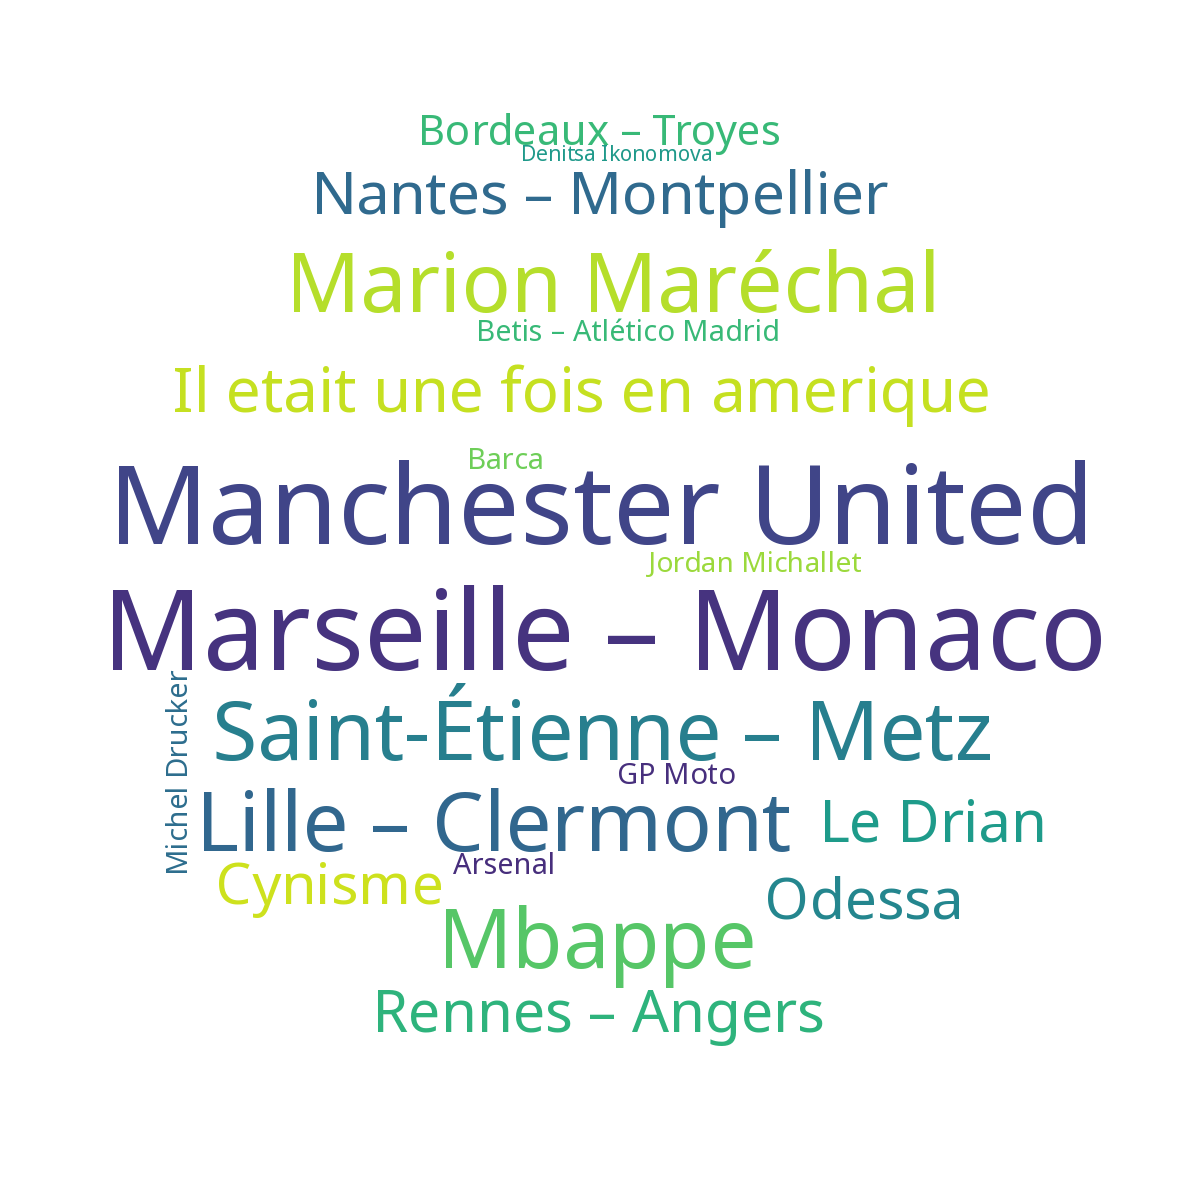 Bordeaux – Troyes
Denitsa Ikonomova
Nantes – Montpellier
Marion Maréchal
Betis – Atlético Madrid
Il etait une fois en amerique
Barca
Manchester United
Jordan Michallet
Marseille – Monaco
Michel Drucker
Saint-Étienne – Metz
GP Moto
Lille – Clermont
Le Drian
Arsenal
Cynisme
Odessa
Mbappe
Rennes – Angers